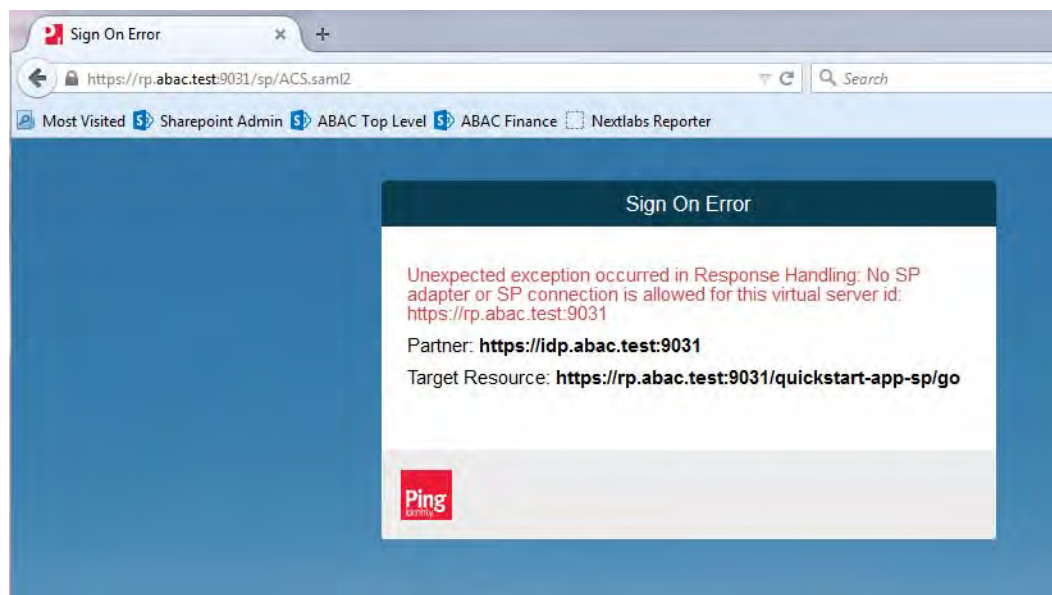 Sign On Error
https://rp.abac.test:9031/sp/ACS.saml2
Search
Most Visited Sharepoint Admin ABAC Top Level ABAC Finance Nextlabs Reporter
Sign On Error
Unexpected exception occurred in Response Handling: No SP
adapter or SP connection is allowed for this virtual server id:
https://rp.abac.test:9031
Partner: https://idp.abac.test:9031
Target Resource: https://rp.abac.test:9031/quickstart-app-sp/go
Ping
Identity